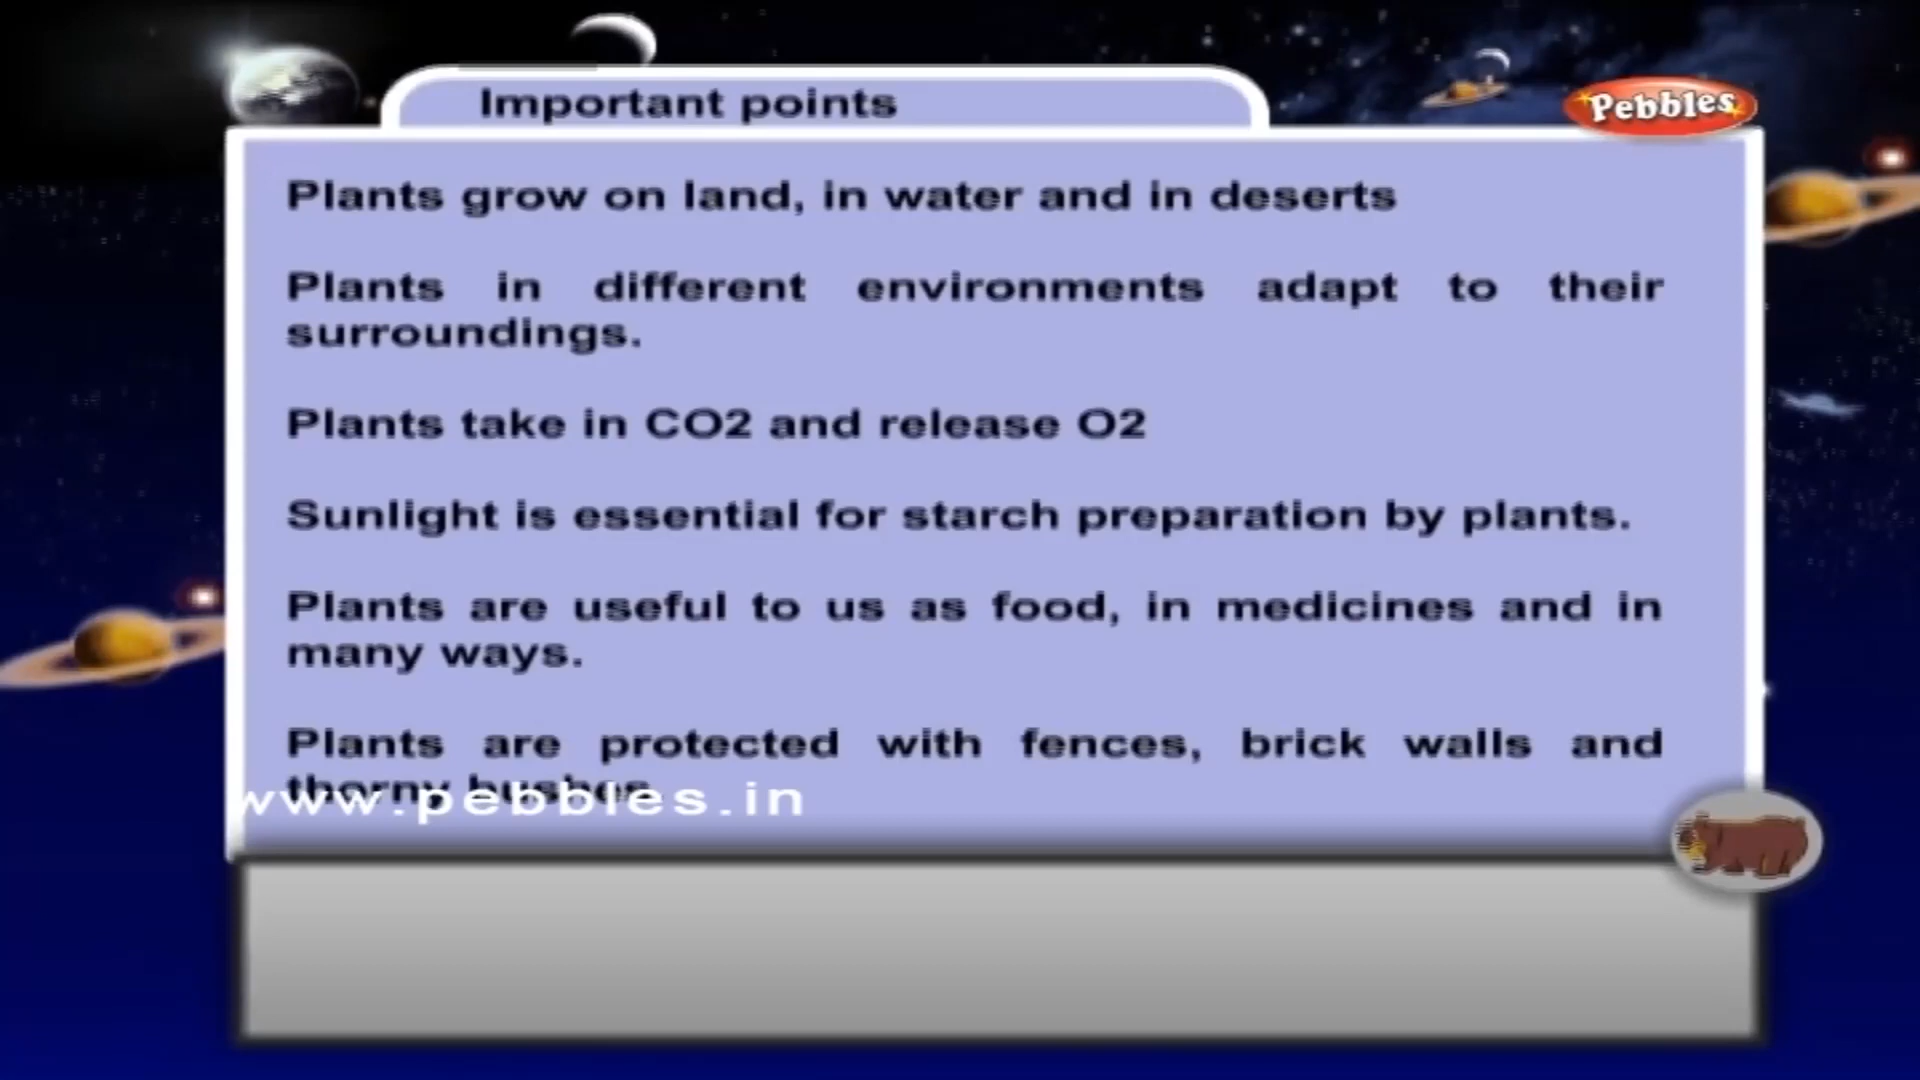 Important points
Pebbles
Plants grow on land, in water and in deserts
Plants in different environments adapt to their
surroundings.
Plants take in CO2 and release O2
Sunlight is essential for starch preparation by plants.
Plants are useful to us as food, in medicines and in
many ways.
Plants are protected with fences, brick walls and
thorny bushes.
www.pebbles.in